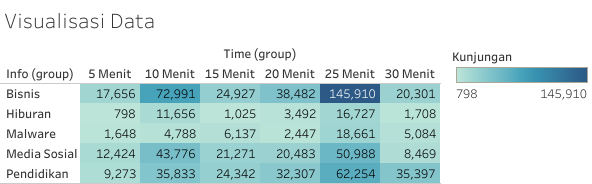 Visualisasi Data
Time (group)
Info (group) 5 Menit 10 Menit 15 Menit 20 Menit 25 Menit 30 Menit
Bisnis 17,656 72,991 24,927 38,482 145,910 20,301
Hiburan 798 11,656 1,025 3,492 16,727 1,708
Malware 1,648 4,788 6,137 2,447 18,661 5,084
Media Sosial 12,424 43,776 21,271 20,483 50,988 8,469
Pendidikan 9,273 35,833 24,342 32,307 62,254 35,397
Kunjungan
798 145,910